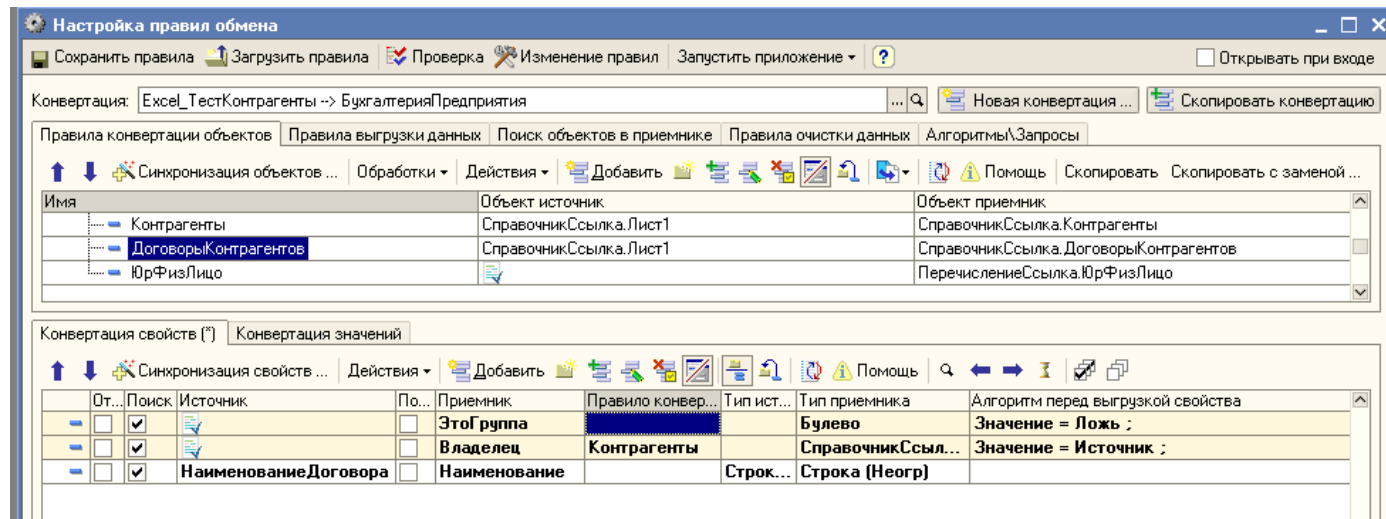 Настройка правил обмена
Сохранить правила Загрузить правила Проверка Изменение правил Запустить приложение ? Открывать при входе
Конвертация: Excel_ТестКонтрагенты --> БухгалтерияПредприятия ... Новая конвертация ... Скопировать конвертацию
Правила конвертации объектов Правила выгрузки данных Поиск объектов в приемнике Правила очистки данных Алгоритмы\Запросы
Синхронизация объектов ... Обработки Действия Добавить Помощь Скопировать Скопировать с заменой ...
Имя Объект источник Объект приемник
Контрагенты СправочникСсылка.Лист1 СправочникСсылка.Контрагенты
ДоговорыКонтрагентов СправочникСсылка.Лист1 СправочникСсылка.ДоговорыКонтрагентов
ЮрФизЛицо ПеречислениеСсылка.ЮрФизЛицо
Конвертация свойств (*) Конвертация значений
Синхронизация свойств ... Действия Добавить Помощь
От... Поиск Источник По... Приемник Правило конвер... Тип ист... Тип приемника Алгоритм перед выгрузкой свойства
ЭтоГруппа Булево Значение = Ложь ;
Владелец Контрагенты СправочникСсыл... Значение = Источник ;
НаименованиеДоговора Наименование Строк... Строка (Неогр)